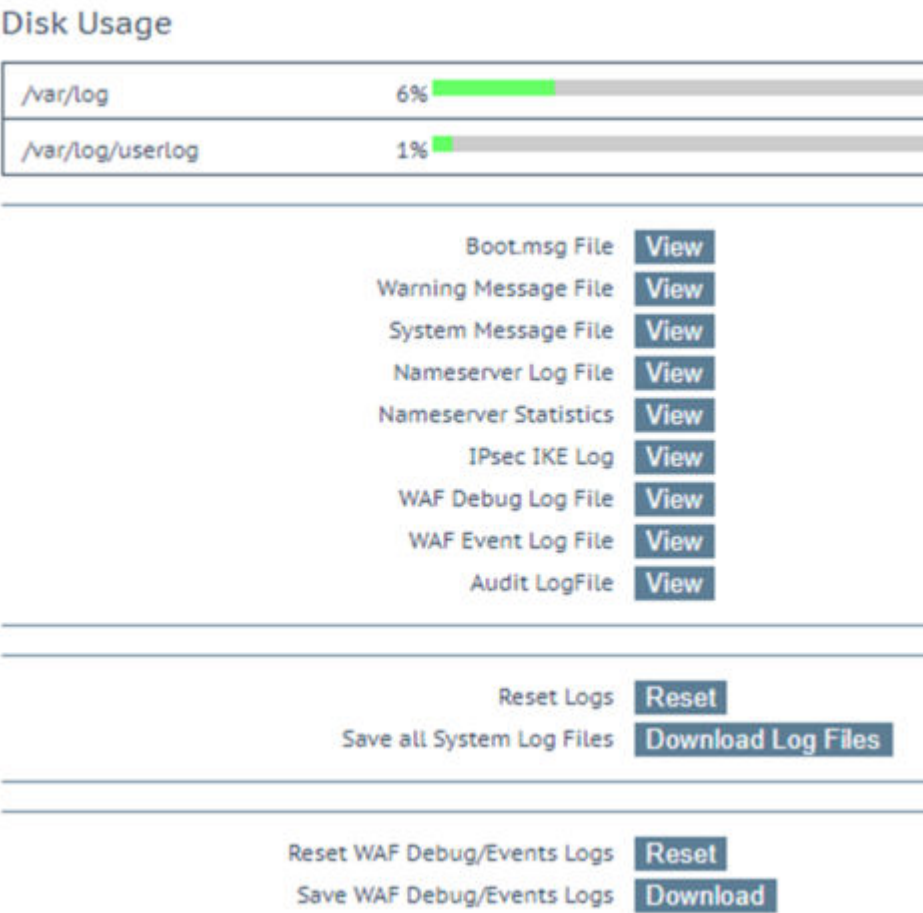 Disk Usage
/var/log 6%
/var/log/userlog 1%
Boot.msg File View
Warning Message File View
System Message File View
Nameserver Log File View
Nameserver Statistics View
IPsec IKE Log View
WAF Debug Log File View
WAF Event Log File View
Audit LogFile View
Reset Logs Reset
Save all System Log Files Download Log Files
Reset WAF Debug/Events Logs Reset
Save WAF Debug/Events Logs Download